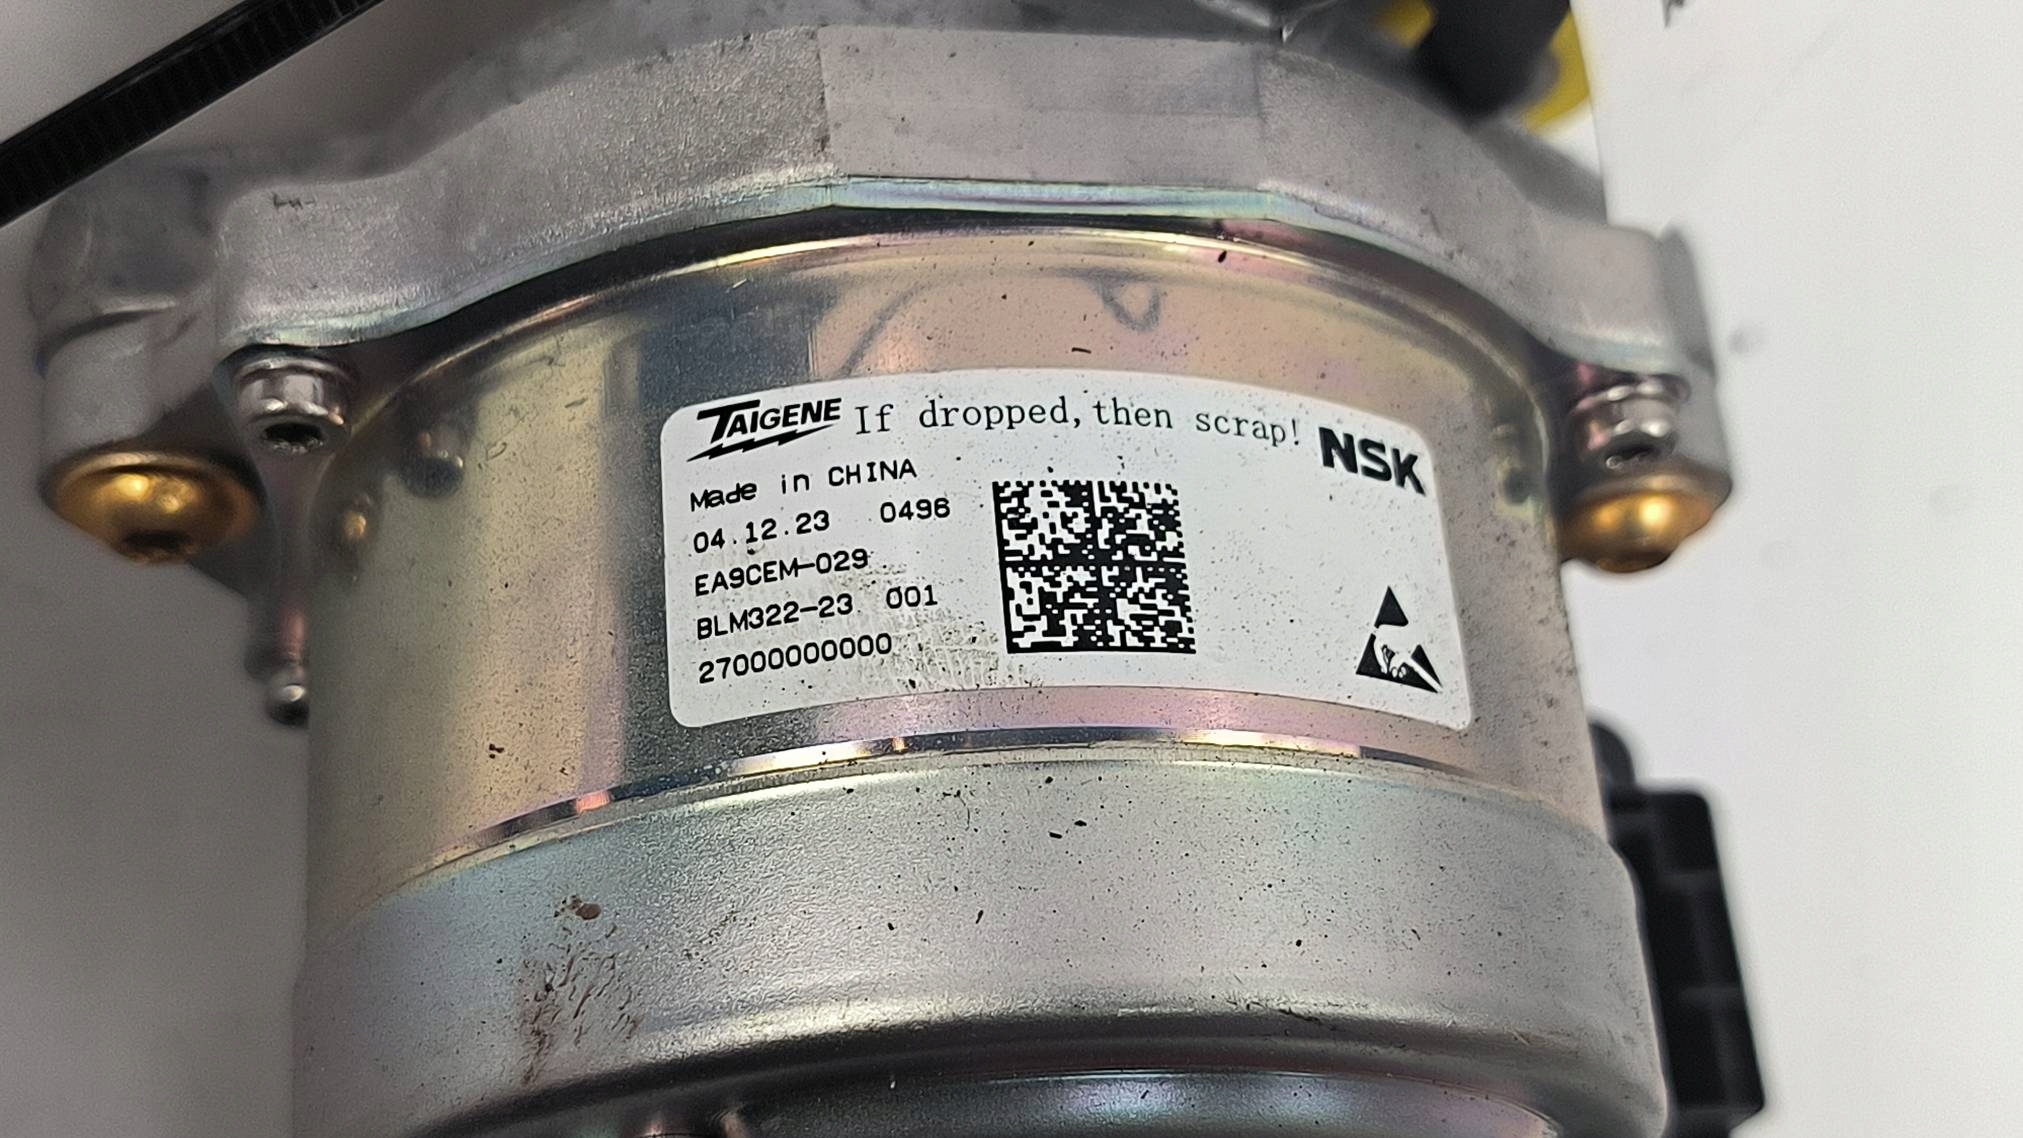 TAIGENE If dropped, then scrap! NSK
Made in CHINA
04.12.23 0496
EA9CEM-029
BLM322-23 001
27000000000